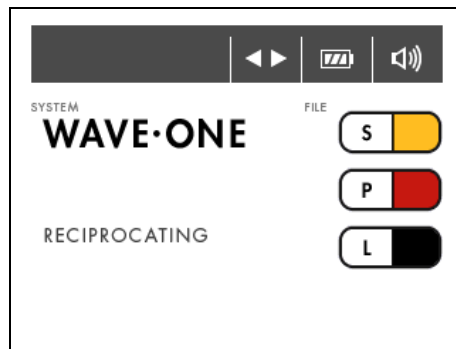 SYSTEM
WAVE·ONE
RECIPROCATING
FILE
S
P
L